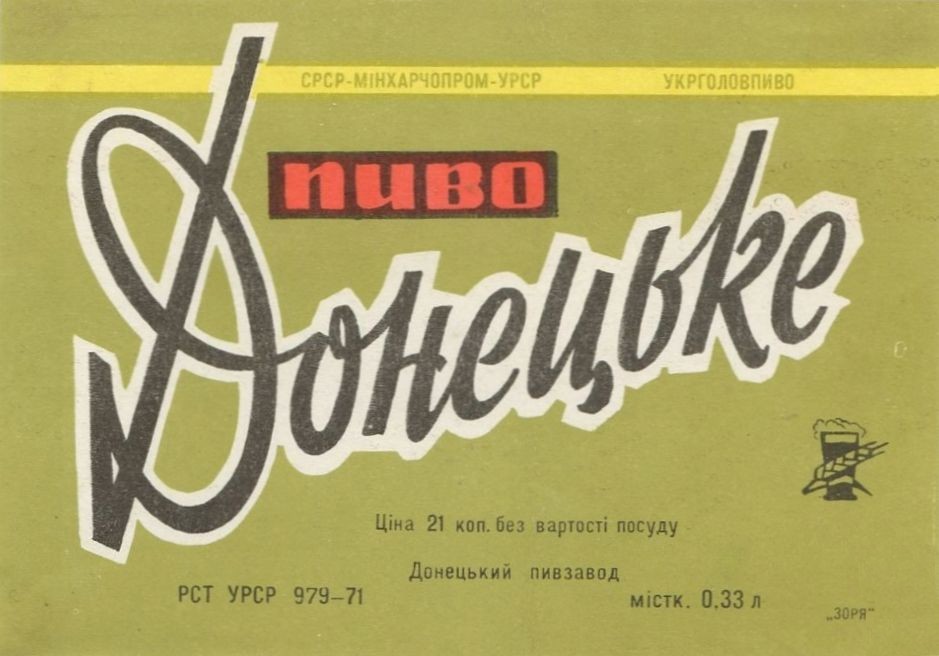 СРСР-МІНХАРЧОПРОМ-УРСР УКРГОЛОВПИВО
пиво
Донецьке
Ціна 21 коп. без вартості посуду
Донецький пивзавод
РСТ УРСР 979-71 містк. 0,33 л
„ЗОРЯ"